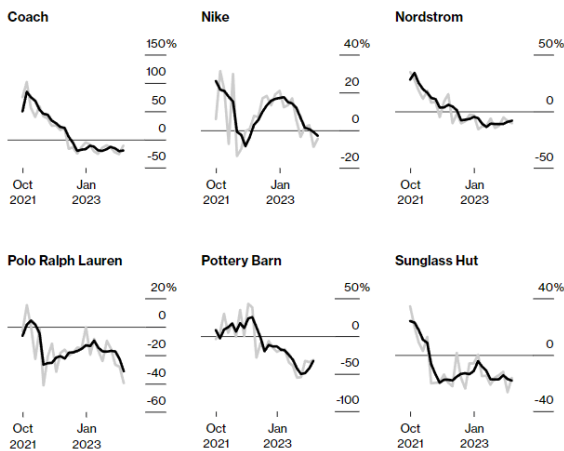 Coach
150%
100
50
0
-50
Oct
2021
Jan
2023
Nike
40%
20
0
-20
Oct
2021
Jan
2023
Nordstrom
50%
0
-50
Oct
2021
Jan
2023
Polo Ralph Lauren
20%
0
-20
-40
-60
Oct
2021
Jan
2023
Pottery Barn
50%
0
-50
-100
Oct
2021
Jan
2023
Sunglass Hut
40%
0
-40
Oct
2021
Jan
2023